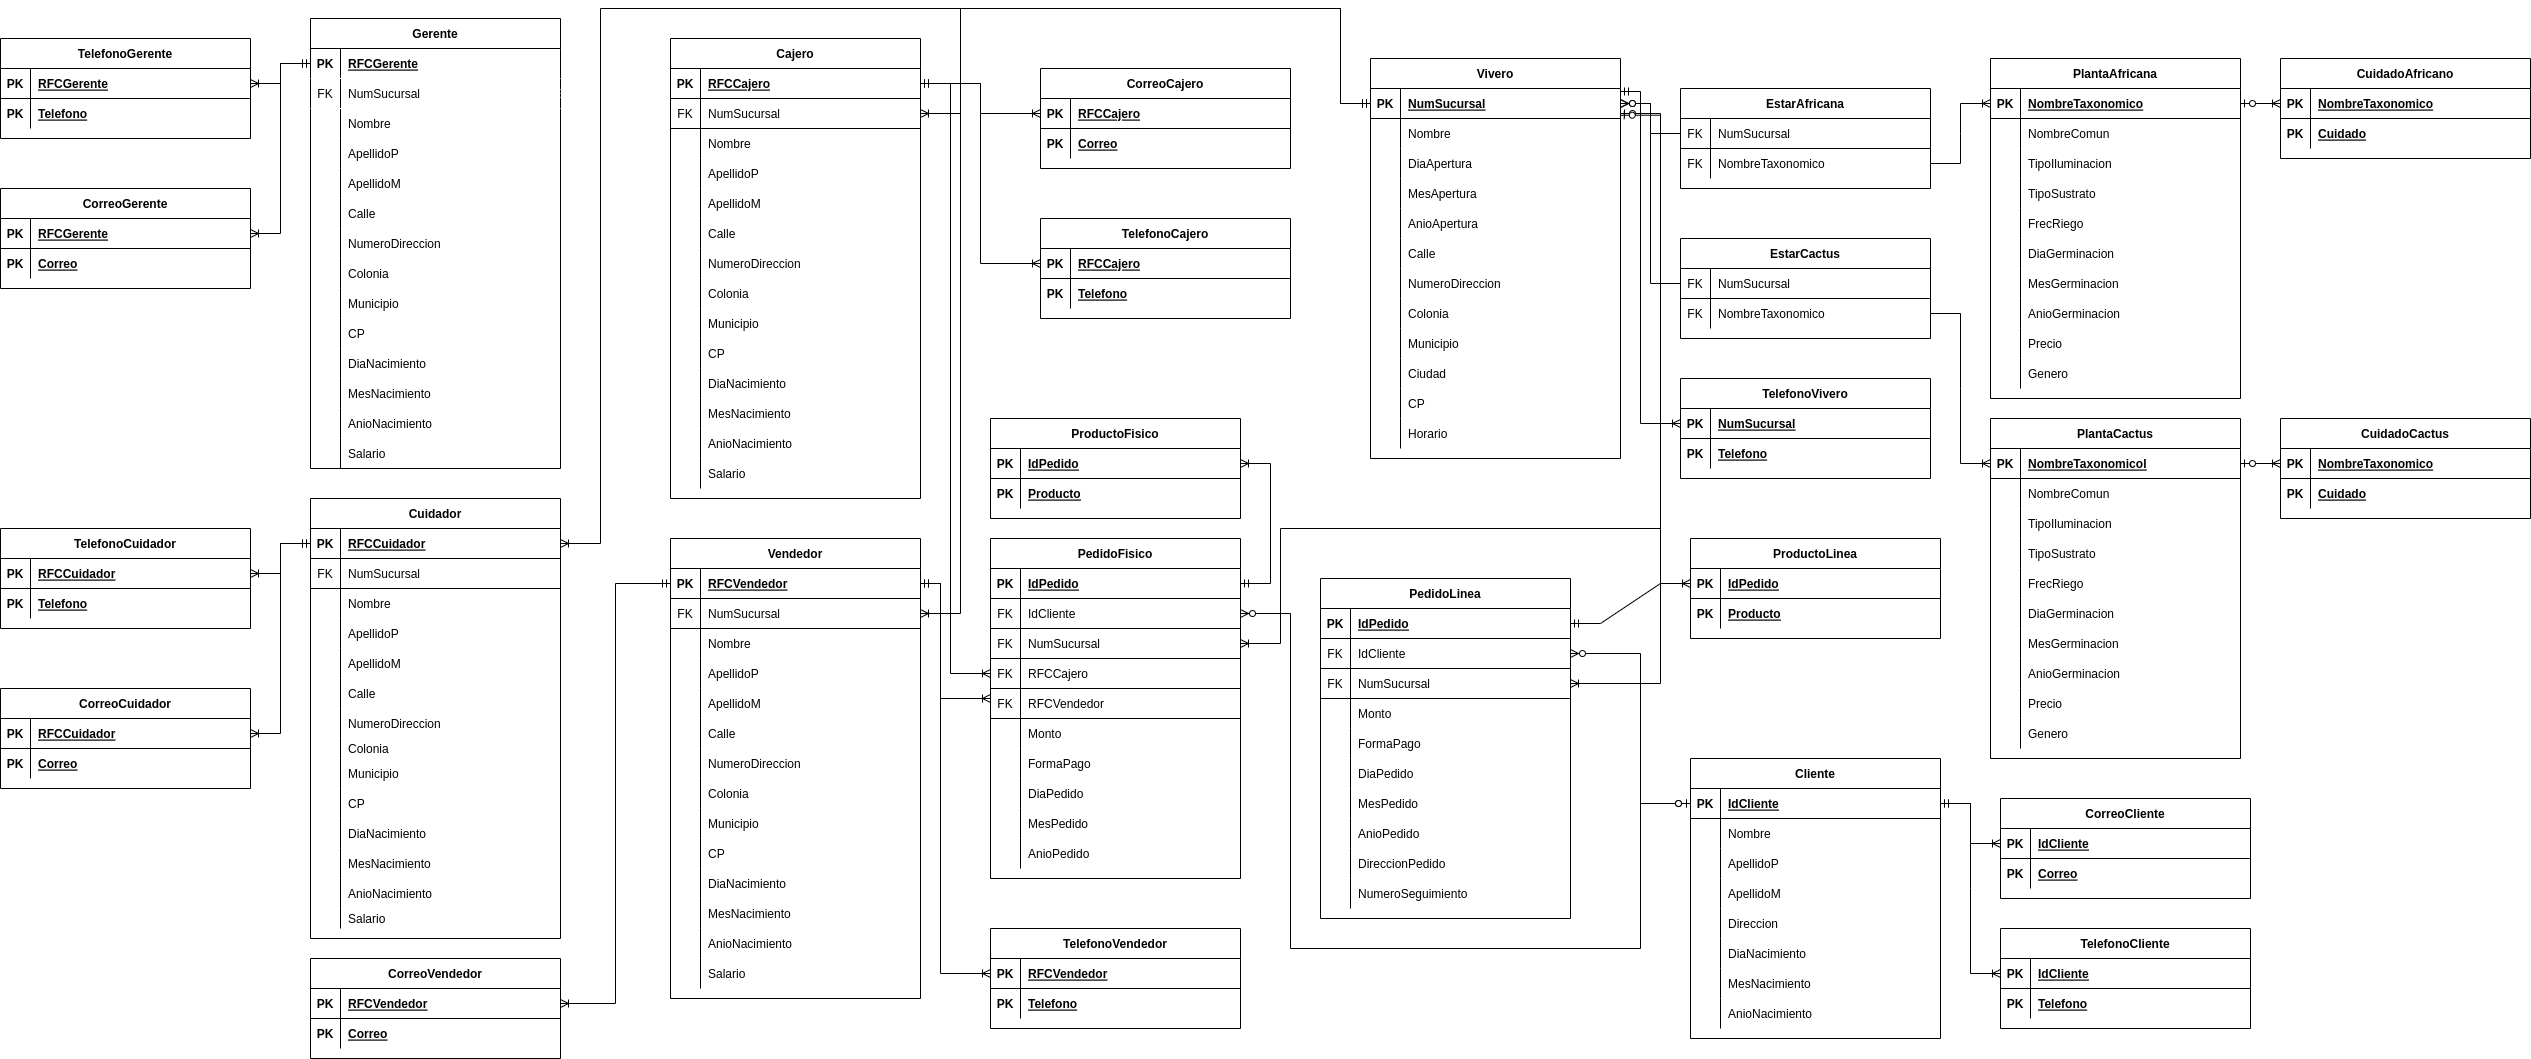 TelefonoGerente
PK RFCGerente
PK Telefono
CorreoGerente
PK RFCGerente
PK Correo
Gerente
PK RFCGerente
FK NumSucursal
Nombre
ApellidoP
ApellidoM
Calle
NumeroDireccion
Colonia
Municipio
CP
DiaNacimiento
MesNacimiento
AnioNacimiento
Salario
TelefonoCuidador
PK RFCCuidador
PK Telefono
CorreoCuidador
PK RFCCuidador
PK Correo
Cuidador
PK RFCCuidador
FK NumSucursal
Nombre
ApellidoP
ApellidoM
Calle
NumeroDireccion
Colonia
Municipio
CP
DiaNacimiento
MesNacimiento
AnioNacimiento
Salario
CorreoVendedor
PK RFCVendedor
PK Correo
Cajero
PK RFCCajero
FK NumSucursal
Nombre
ApellidoP
ApellidoM
Calle
NumeroDireccion
Colonia
Municipio
CP
DiaNacimiento
MesNacimiento
AnioNacimiento
Salario
Vendedor
PK RFCVendedor
FK NumSucursal
Nombre
ApellidoP
ApellidoM
Calle
NumeroDireccion
Colonia
Municipio
CP
DiaNacimiento
MesNacimiento
AnioNacimiento
Salario
CorreoCajero
PK RFCCajero
PK Correo
TelefonoCajero
PK RFCCajero
PK Telefono
ProductoFisico
PK IdPedido
PK Producto
PedidoFisico
PK IdPedido
FK IdCliente
FK NumSucursal
FK RFCCajero
FK RFCVendedor
Monto
FormaPago
DiaPedido
MesPedido
AnioPedido
TelefonoVendedor
PK RFCVendedor
PK Telefono
Vivero
PK NumSucursal
Nombre
DiaApertura
MesApertura
AnioApertura
Calle
NumeroDireccion
Colonia
Municipio
Ciudad
CP
Horario
PedidoLinea
PK IdPedido
FK IdCliente
FK NumSucursal
Monto
FormaPago
DiaPedido
MesPedido
AnioPedido
DireccionPedido
NumeroSeguimiento
EstarAfricana
FK NumSucursal
FK NombreTaxonomico
EstarCactus
FK NumSucursal
FK NombreTaxonomico
TelefonoVivero
PK NumSucursal
PK Telefono
ProductoLinea
PK IdPedido
PK Producto
Cliente
PK IdCliente
Nombre
ApellidoP
ApellidoM
Direccion
DiaNacimiento
MesNacimiento
AnioNacimiento
PlantaAfricana
PK NombreTaxonomico
NombreComun
TipoIluminacion
TipoSustrato
FrecRiego
DiaGerminacion
MesGerminacion
AnioGerminacion
Precio
Genero
PlantaCactus
PK NombreTaxonomicol
NombreComun
TipoIluminacion
TipoSustrato
FrecRiego
DiaGerminacion
MesGerminacion
AnioGerminacion
Precio
Genero
CorreoCliente
PK IdCliente
PK Correo
TelefonoCliente
PK IdCliente
PK Telefono
CuidadoAfricano
PK NombreTaxonomico
PK Cuidado
CuidadoCactus
PK NombreTaxonomico
PK Cuidado